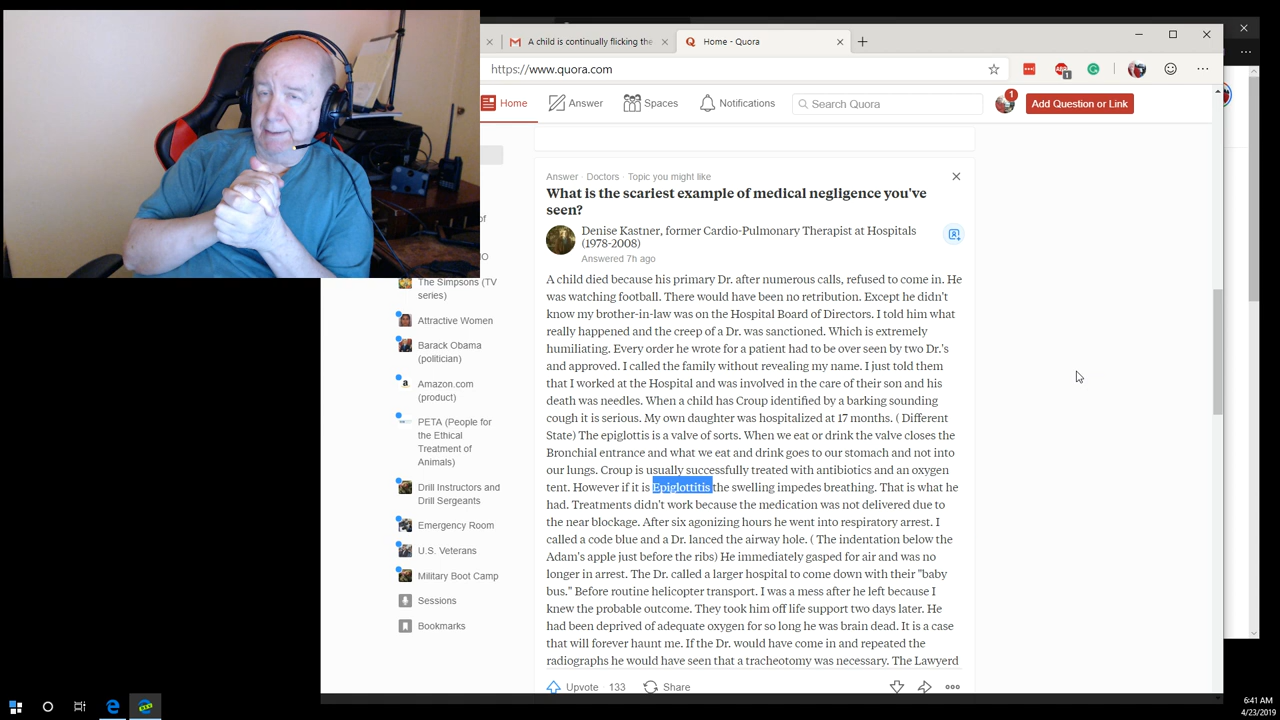 A child is continually flicking the
Home - Quora
https://www.quora.com
1
Home
Answer
Spaces
Notifications
Search Quora
1
Add Question or Link
Answer · Doctors · Topic you might like
What is the scariest example of medical negligence you've
seen?
Denise Kastner, former Cardio-Pulmonary Therapist at Hospitals
(1978-2008)
Answered 7h ago
A child died because his primary Dr. after numerous calls, refused to come in. He
was watching football. There would have been no retribution. Except he didn't
know my brother-in-law was on the Hospital Board of Directors. I told him what
really happened and the creep of a Dr. was sanctioned. Which is extremely
humiliating. Every order he wrote for a patient had to be over seen by two Dr.'s
and approved. I called the family without revealing my name. I just told them
that I worked at the Hospital and was involved in the care of their son and his
death was needles. When a child has Croup identified by a barking sounding
cough it is serious. My own daughter was hospitalized at 17 months. ( Different
State) The epiglottis is a valve of sorts. When we eat or drink the valve closes the
Bronchial entrance and what we eat and drink goes to our stomach and not into
our lungs. Croup is usually successfully treated with antibiotics and an oxygen
tent. However if it is Epiglottitis the swelling impedes breathing. That is what he
had. Treatments didn't work because the medication was not delivered due to
the near blockage. After six agonizing hours he went into respiratory arrest. I
called a code blue and a Dr. lanced the airway hole. ( The indentation below the
Adam's apple just before the ribs) He immediately gasped for air and was no
longer in arrest. The Dr. called a larger hospital to come down with their "baby
bus." Before routine helicopter transport. I was a mess after he left because I
knew the probable outcome. They took him off life support two days later. He
had been deprived of adequate oxygen for so long he was brain dead. It is a case
that will forever haunt me. If the Dr. would have come in and repeated the
radiographs he would have seen that a tracheotomy was necessary. The Lawyerd
Upvote · 133
Share
of
O
The Simpsons (TV
series)
Attractive Women
Barack Obama
(politician)
Amazon.com
(product)
PETA (People for
the Ethical
Treatment of
Animals)
Drill Instructors and
Drill Sergeants
Emergency Room
U.S. Veterans
Military Boot Camp
Sessions
Bookmarks
6:41 AM
4/23/2019